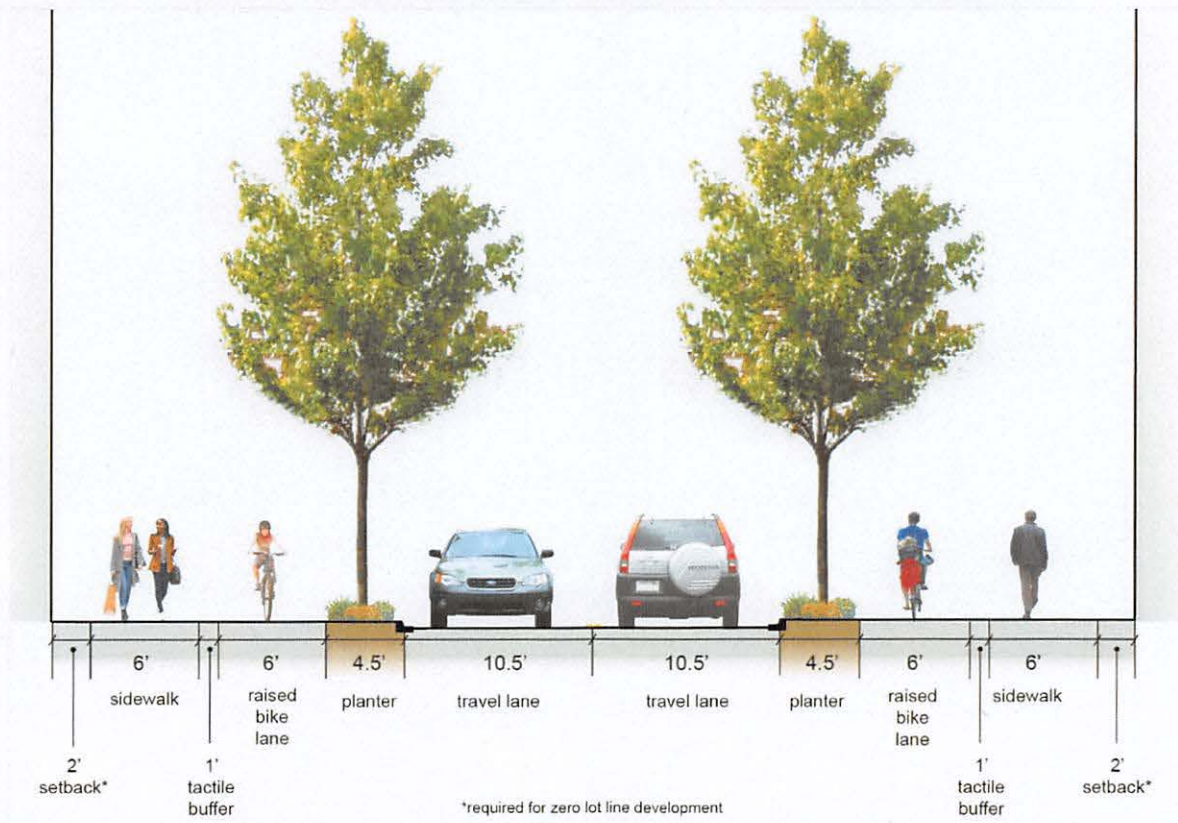 6’ 6’ 4.5’ 10.5’ 10.5’ 4.5’ 6’ 6’
sidewalk raised planter travel lane travel lane planter raised sidewalk
bike bike
lane lane
2’ 1’ 1’ 2’
setback* tactile tactile setback*
buffer buffer
*required for zero lot line development
HONDA